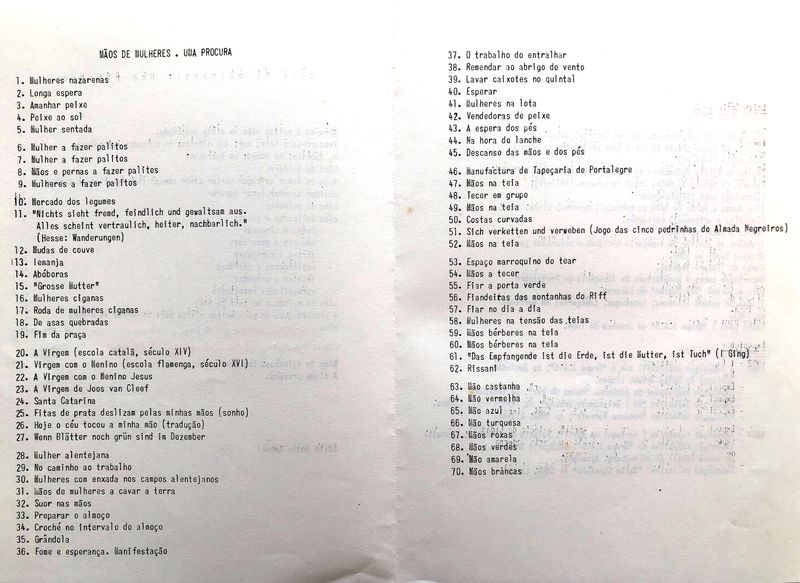 MÃOS DE MULHERES . UMA PROCURA
1. Mulheres nazarenas
2. Longa espera
3. Amanhar peixe
4. Peixe ao sol
5. Mulher sentada
6. Mulher a fazer palitos
7. Mulher a fazer palitos
8. Mãos e pernas a fazer palitos
9. Mulheres a fazer palitos
10. Mercado dos legumes
11. "Nichts sieht fremd, feindlich und gewaltsam aus.
Alles scheint vertraulich, heiter, nachbarlich."
(Hesse: Wanderungen)
12. Mudas de couve
13. Iemanja
14. Abóboras
15. "Grosse Mutter"
16. Mulheres ciganas
17. Roda de mulheres ciganas
18. De asas quebradas
19. Fim da praça
20. A Virgem (escola catalã, século XIV)
21. Virgem com o Menino (escola flamenga, século XVI)
22. A Virgem com o Menino Jesus
23. A Virgem de Joos van Cleef
24. Santa Catarina
25. Fitas de prata deslizam pelas minhas mãos (sonho)
26. Hoje o céu tocou a minha mão (tradução)
27. Wenn Blätter noch grün sind im Dezember
28. Mulher alentejana
29. No caminho ao trabalho
30. Mulheres com enxada nos campos alentejanos
31. Mãos de mulheres a cavar a terra
32. Suor nas mãos
33. Preparar o almoço
34. Croché no intervalo do almoço
35. Grândola
36. Fome e esperança. Manifestação
37. O trabalho do entralhar
38. Remendar ao abrigo do vento
39. Lavar caixotes no quintal
40. Esperar
41. Mulheres na lota
42. Vendedoras de peixe
43. A espera dos pés
44. Na hora do lanche
45. Descanso das mãos e dos pés
46. Manufactura de Tapeçaria de Portalegre
47. Mãos na teia
48. Tecer em grupo
49. Mãos na teia
50. Costas curvadas
51. Sich verketten und verweben (Jogo das cinco pedrinhas de Almada Negreiros)
52. Mãos na teia
53. Espaço marroquino do tear
54. Mãos a tecer
55. Fiar a porta verde
56. Fiandeitas das montanhas do Riff
57. Fiar no dia a dia
58. Mulheres na tensão das teias
59. Mãos bérberes na teia
60. Mãos bérberes na teia
61. "Das Empfangende ist die Erde, ist die Mutter, ist Tuch" (I Ging)
62. Rissani
63. Mão castanha
64. Mão vermelha
65. Mão azul
66. Mão turquesa
67. Mãos roxas
68. Mãos verdes
69. Mão amarela
70. Mãos brancas